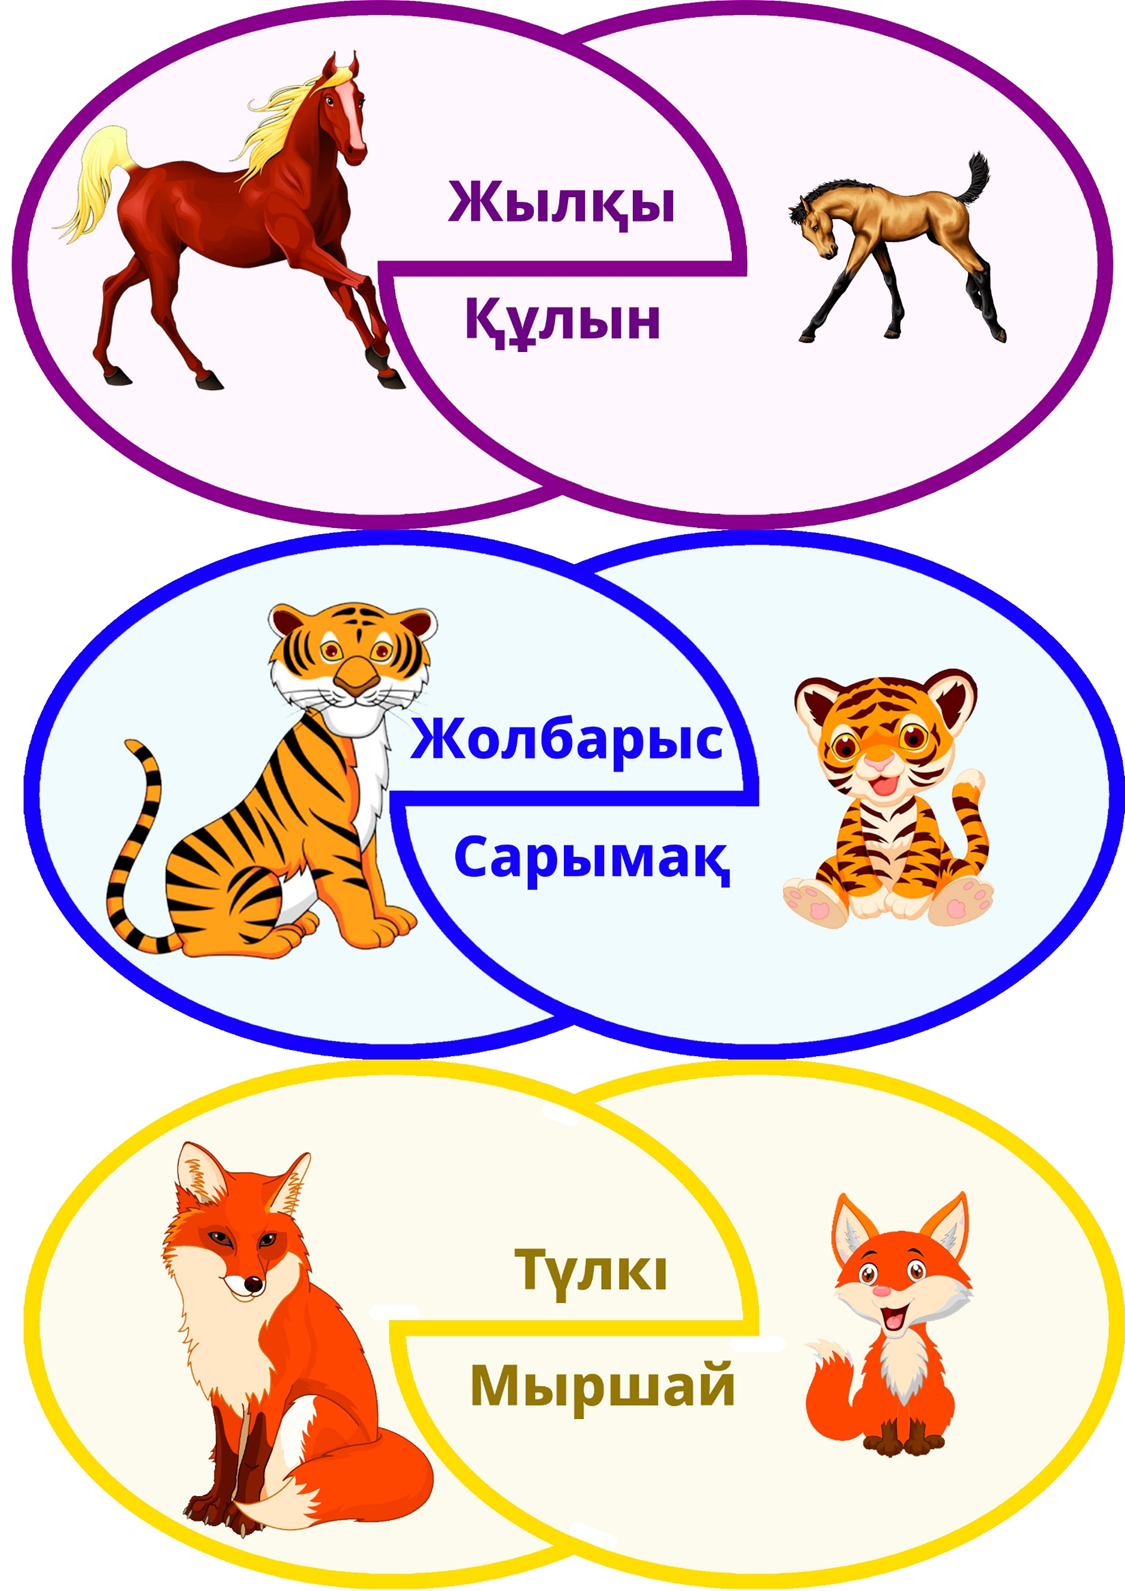 Жылқы
Құлын
Жолбарыс
Сарымақ
Түлкі
Мыршай